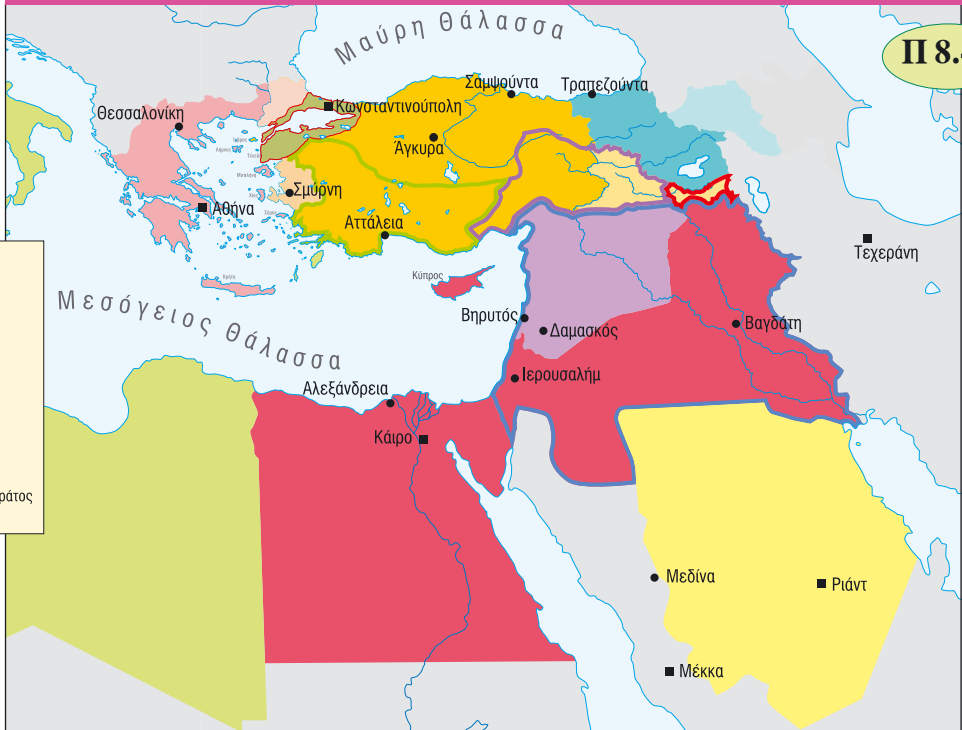 Μαύρη Θάλασσα
Π 8.
Σαμψούντα
Τραπεζούντα
Θεσσαλονίκη
Κωνσταντινούπολη
Άγκυρα
Σμύρνη
Αθήνα
Αττάλεια
Τεχεράνη
Κύπρος
Κρήτη
Μεσόγειος Θάλασσα
Βηρυτός
Δαμασκός
Βαγδάτη
Ιερουσαλήμ
Αλεξάνδρεια
Κάιρο
ράτος
Μεδίνα
Ριάντ
Μέκκα